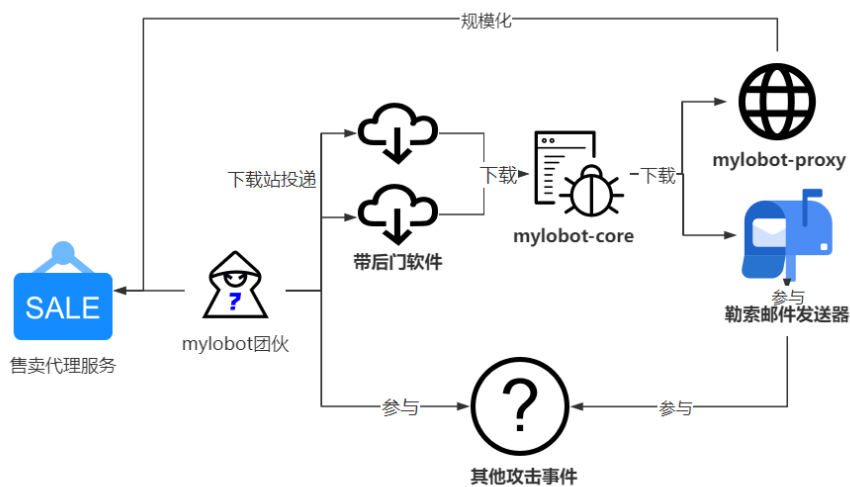 规模化
下载站投递
下载
下载
mylobot-proxy
mylobot-core
带后门软件
SALE
?
参与
勒索邮件发送器
mylobot团伙
售卖代理服务
参与
?
参与
其他攻击事件